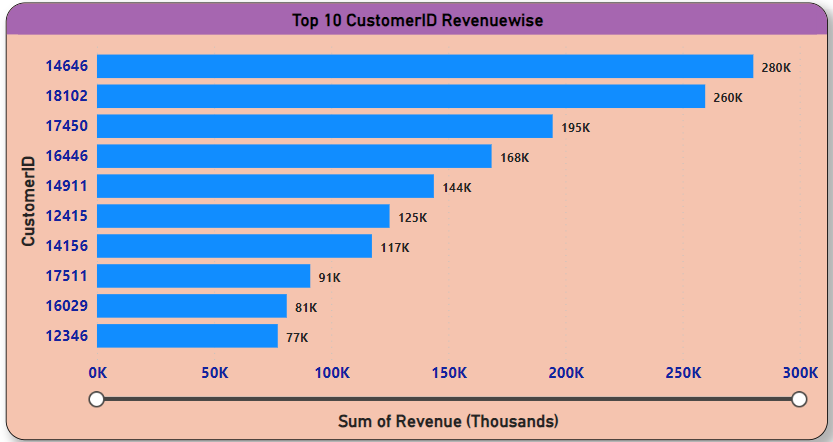 Top 10 CustomerID Revenuewise
CustomerID
14646 280K
18102 260K
17450 195K
16446 168K
14911 144K
12415 125K
14156 117K
17511 91K
16029 81K
12346 77K
0K 50K 100K 150K 200K 250K 300K
Sum of Revenue (Thousands)